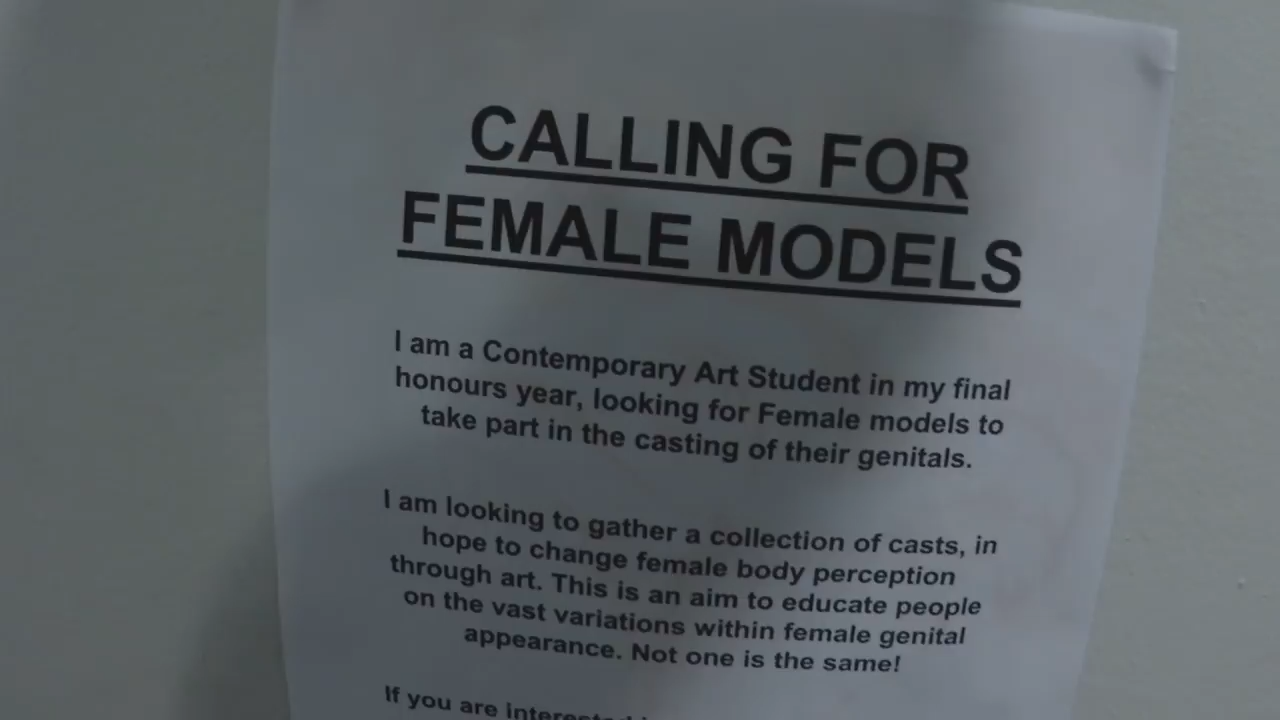 CALLING FOR
FEMALE MODELS
I am a Contemporary Art Student in my final
honours year, looking for Female models to
take part in the casting of their genitals.
I am looking to gather a collection of casts, in
hope to change female body perception
through art. This is an aim to educate people
on the vast variations within female genital
appearance. Not one is the same!
If you are interested